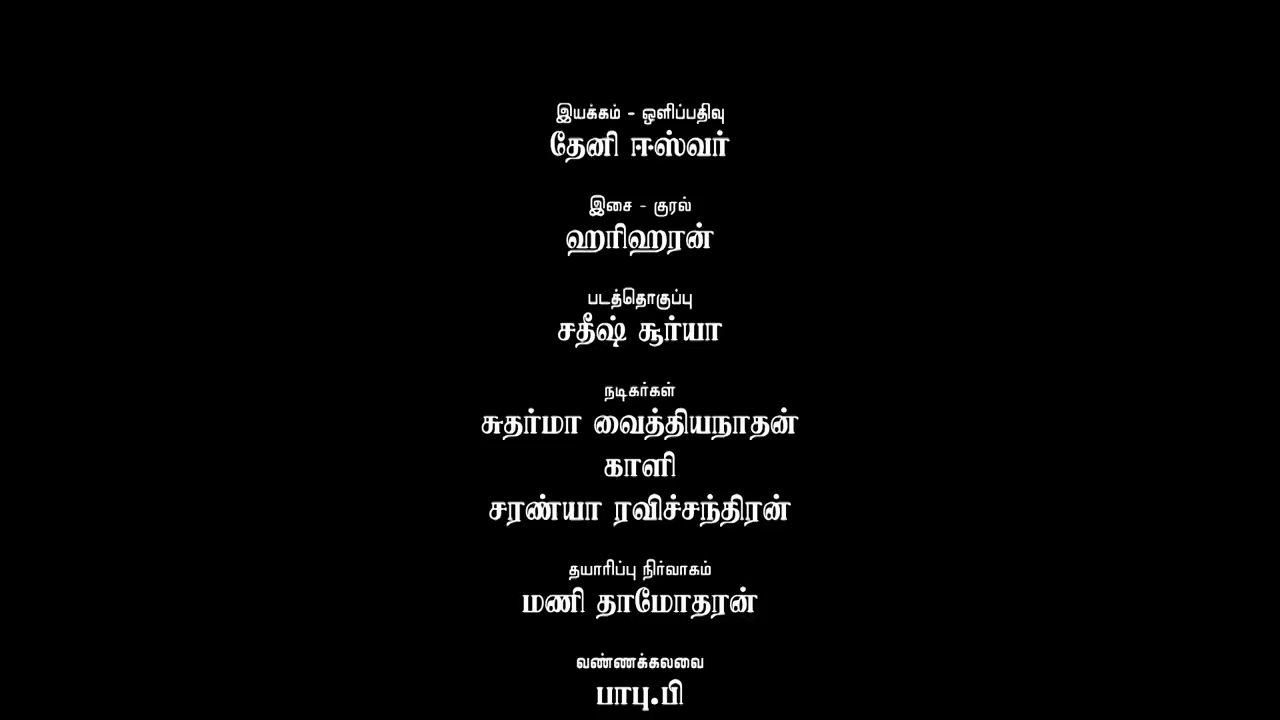 இயக்கம் - ஒளிப்பதிவு
தேனி ஈஸ்வர்
இசை - குரல்
ஹரிஹரன்
படத்தொகுப்பு
சதீஷ் சூர்யா
நடிகர்கள்
சுதர்மா வைத்தியநாதன்
காளி
சரண்யா ரவிச்சந்திரன்
தயாரிப்பு நிர்வாகம்
மணி தாமோதரன்
வண்ணக்கலவை
பாபு.பி